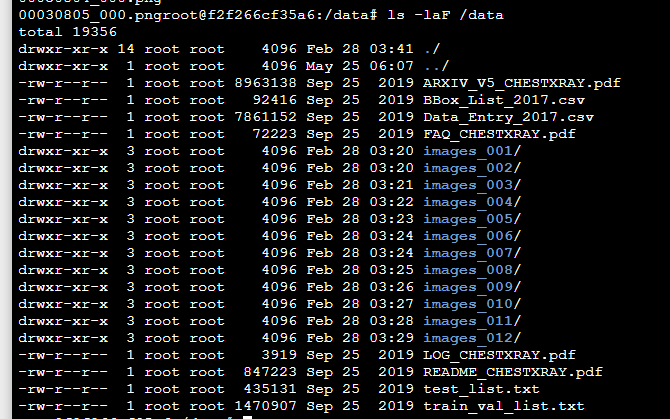 00030805_000.pngroot@f2f266cf35a6:/data# ls -laF /data
total 19356
drwxr-xr-x 14 root root    4096 Feb 28 03:41 ./
drwxr-xr-x  1 root root    4096 May 25 06:07 ../
-rw-r--r--  1 root root 8963138 Sep 25  2019 ARXIV_V5_CHESTXRAY.pdf
-rw-r--r--  1 root root   92416 Sep 25  2019 BBox_List_2017.csv
-rw-r--r--  1 root root 7861152 Sep 25  2019 Data_Entry_2017.csv
-rw-r--r--  1 root root   72223 Sep 25  2019 FAQ_CHESTXRAY.pdf
drwxr-xr-x  3 root root    4096 Feb 28 03:20 images_001/
drwxr-xr-x  3 root root    4096 Feb 28 03:20 images_002/
drwxr-xr-x  3 root root    4096 Feb 28 03:21 images_003/
drwxr-xr-x  3 root root    4096 Feb 28 03:22 images_004/
drwxr-xr-x  3 root root    4096 Feb 28 03:23 images_005/
drwxr-xr-x  3 root root    4096 Feb 28 03:24 images_006/
drwxr-xr-x  3 root root    4096 Feb 28 03:24 images_007/
drwxr-xr-x  3 root root    4096 Feb 28 03:25 images_008/
drwxr-xr-x  3 root root    4096 Feb 28 03:26 images_009/
drwxr-xr-x  3 root root    4096 Feb 28 03:27 images_010/
drwxr-xr-x  3 root root    4096 Feb 28 03:28 images_011/
drwxr-xr-x  3 root root    4096 Feb 28 03:29 images_012/
-rw-r--r--  1 root root    3919 Sep 25  2019 LOG_CHESTXRAY.pdf
-rw-r--r--  1 root root  847223 Sep 25  2019 README_CHESTXRAY.pdf
-rw-r--r--  1 root root  435131 Sep 25  2019 test_list.txt
-rw-r--r--  1 root root 1470907 Sep 25  2019 train_val_list.txt